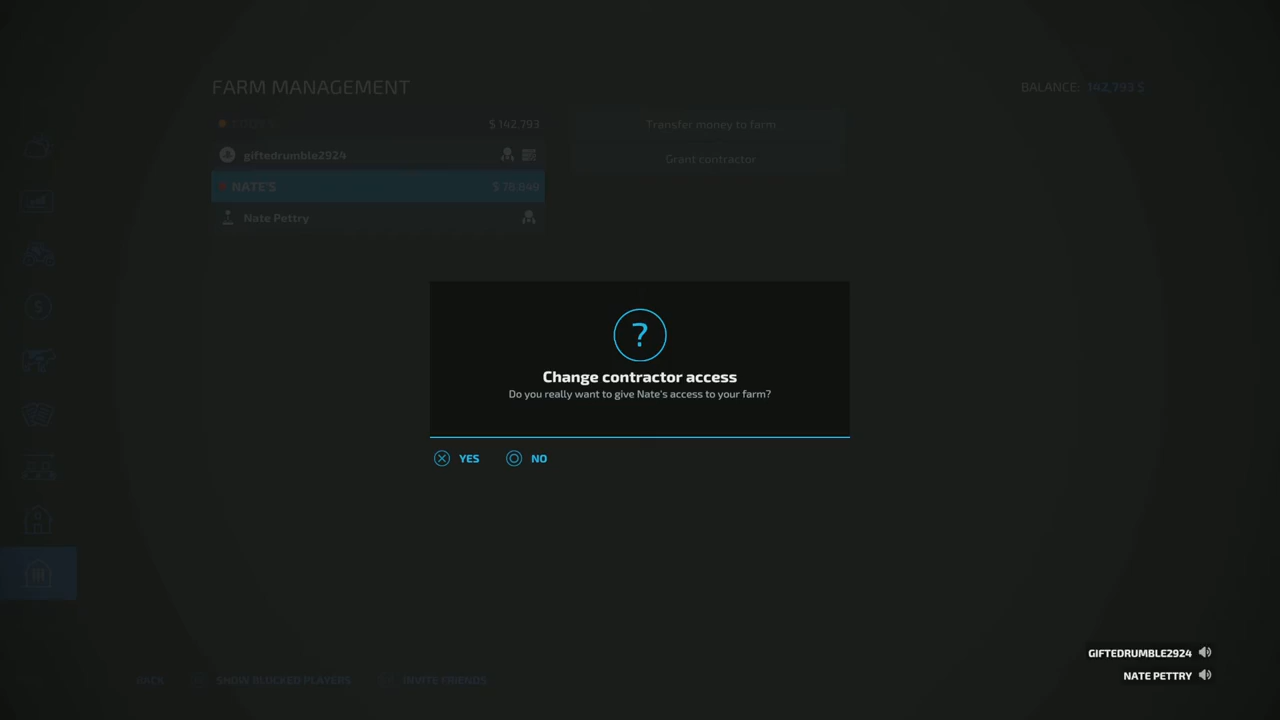 FARM MANAGEMENT
BALANCE: 142,793 $
$ 142,793
Transfer money to farm
giftedrumble2924
Grant contractor
NATE'S
$ 78,649
Nate Pettry
?
Change contractor access
Do you really want to give Nate's access to your farm?
YES NO
GIFTEDRUMBLE2924
NATE PETTRY
BACK SHOW BLOCKED PLAYERS INVITE FRIENDS